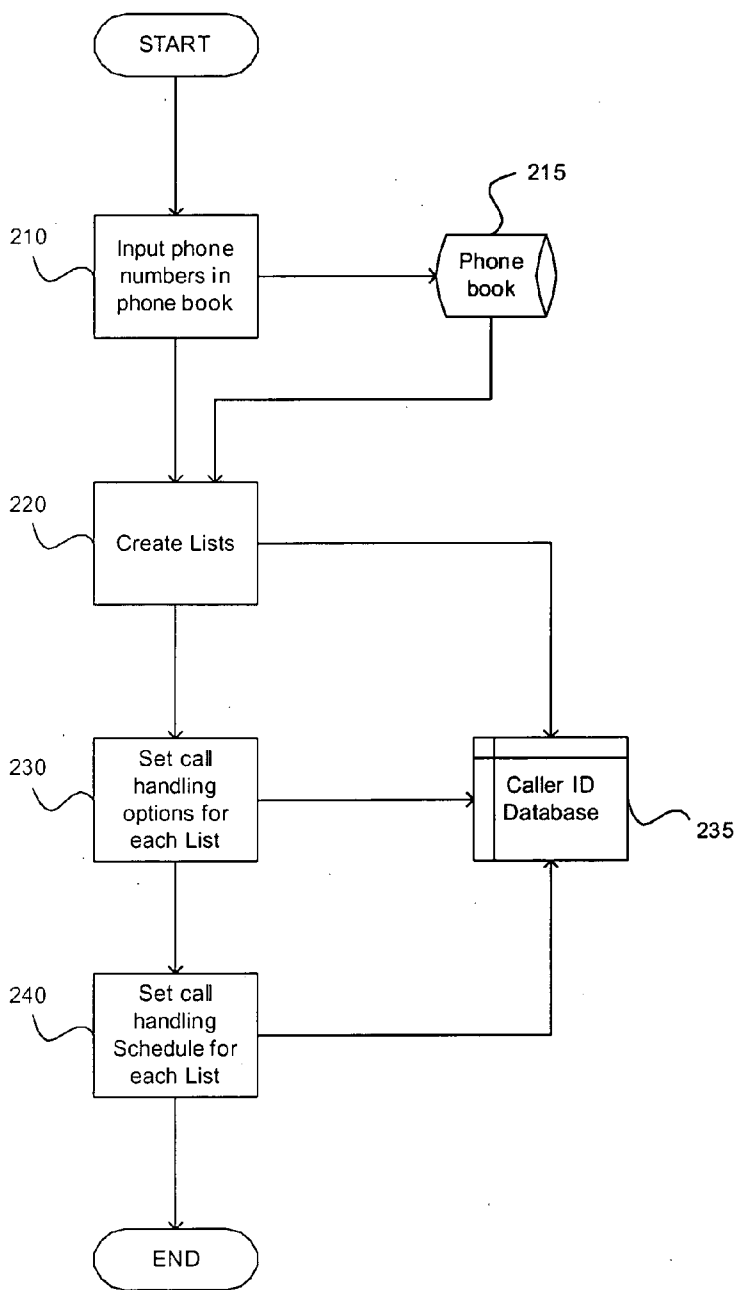 START
215
210
Input phone
numbers in
phone book
Phone
book
220
Create Lists
230
Set call
handling
options for
each List
Caller ID
Database
235
240
Set call
handling
Schedule for
each List
END